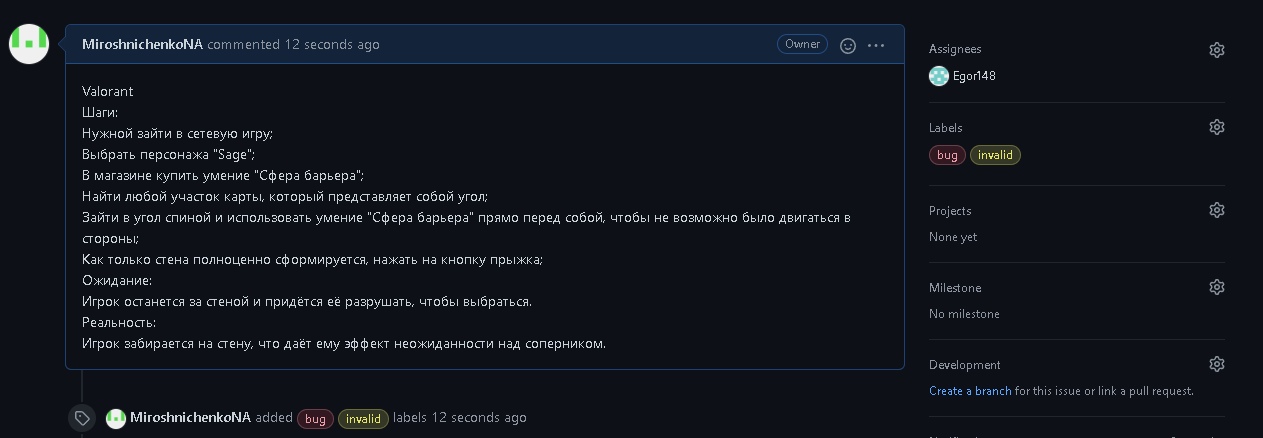 MiroshnichenkoNA commented 12 seconds ago
Owner
Valorant
Шаги:
Нужной зайти в сетевую игру;
Выбрать персонажа "Sage";
В магазине купить умение "Сфера барьера";
Найти любой участок карты, который представляет собой угол;
Зайти в угол спиной и использовать умение "Сфера барьера" прямо перед собой, чтобы не возможно было двигаться в
стороны;
Как только стена полноценно сформируется, нажать на кнопку прыжка;
Ожидание:
Игрок останется за стеной и придётся её разрушать, чтобы выбраться.
Реальность:
Игрок забирается на стену, что даёт ему эффект неожиданности над соперником.
MiroshnichenkoNA added bug invalid labels 12 seconds ago
Assignees
Egor148
Labels
bug invalid
Projects
None yet
Milestone
No milestone
Development
Create a branch for this issue or link a pull request.